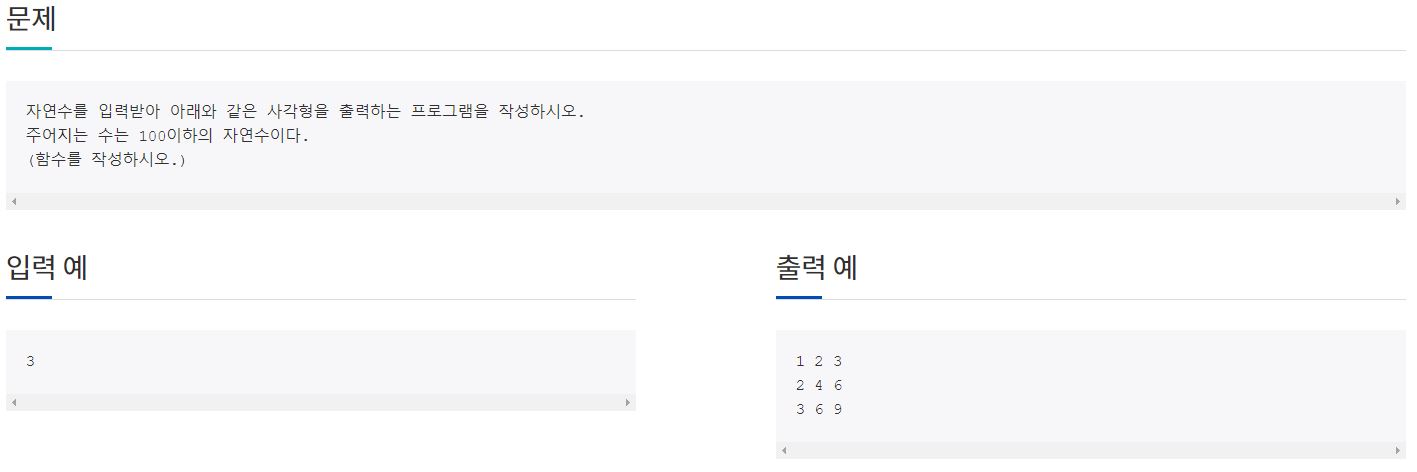 문제
자연수를 입력받아 아래와 같은 사각형을 출력하는 프로그램을 작성하시오.
주어지는 수는 100이하의 자연수이다.
(함수를 작성하시오.)
입력 예
3
출력 예
1 2 3
2 4 6
3 6 9